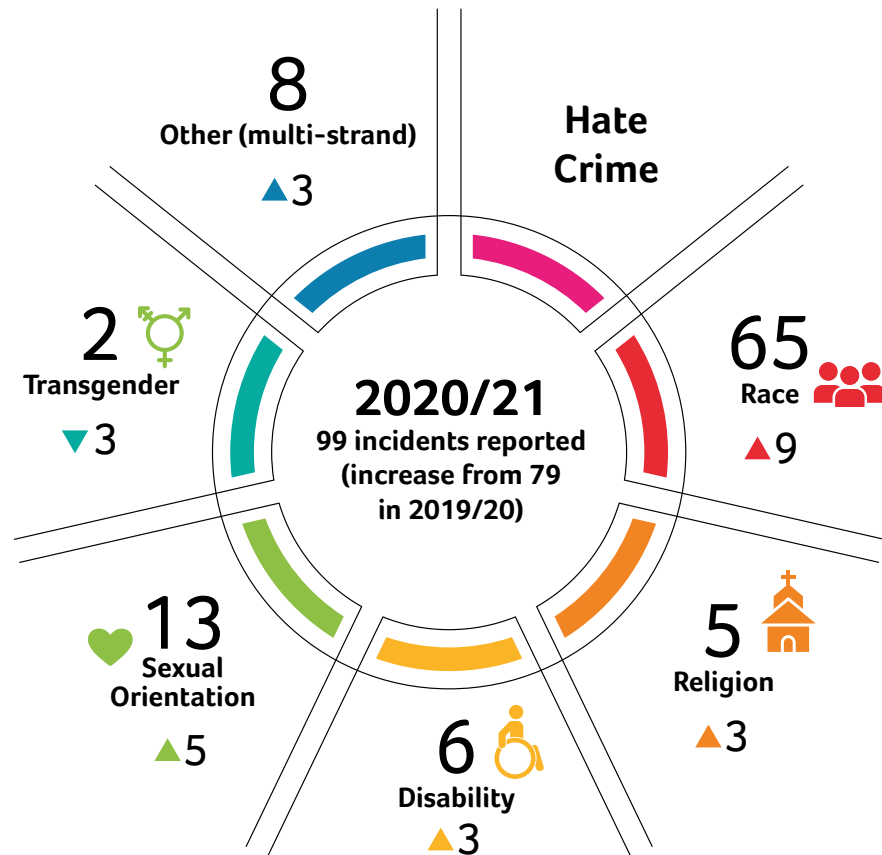 Hate
Crime
65
Race
▲9
5
Religion
▲3
6
Disability
▲3
13
Sexual
Orientation
▲5
2
Transgender
▼3
8
Other (multi-strand)
▲3
2020/21
99 incidents reported
(increase from 79
in 2019/20)